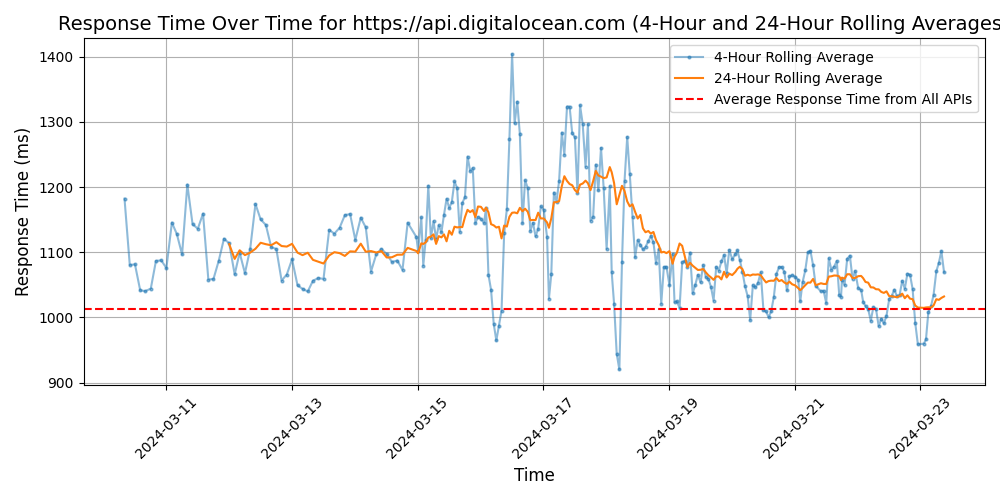 Response Time Over Time for https://api.digitalocean.com (4-Hour and 24-Hour Rolling Averages
4-Hour Rolling Average
24-Hour Rolling Average
Average Response Time from All APIs
Response Time (ms)
1400
1300
1200
1100
1000
900
2024-03-11
2024-03-13
2024-03-15
2024-03-17
2024-03-19
2024-03-21
2024-03-23
Time